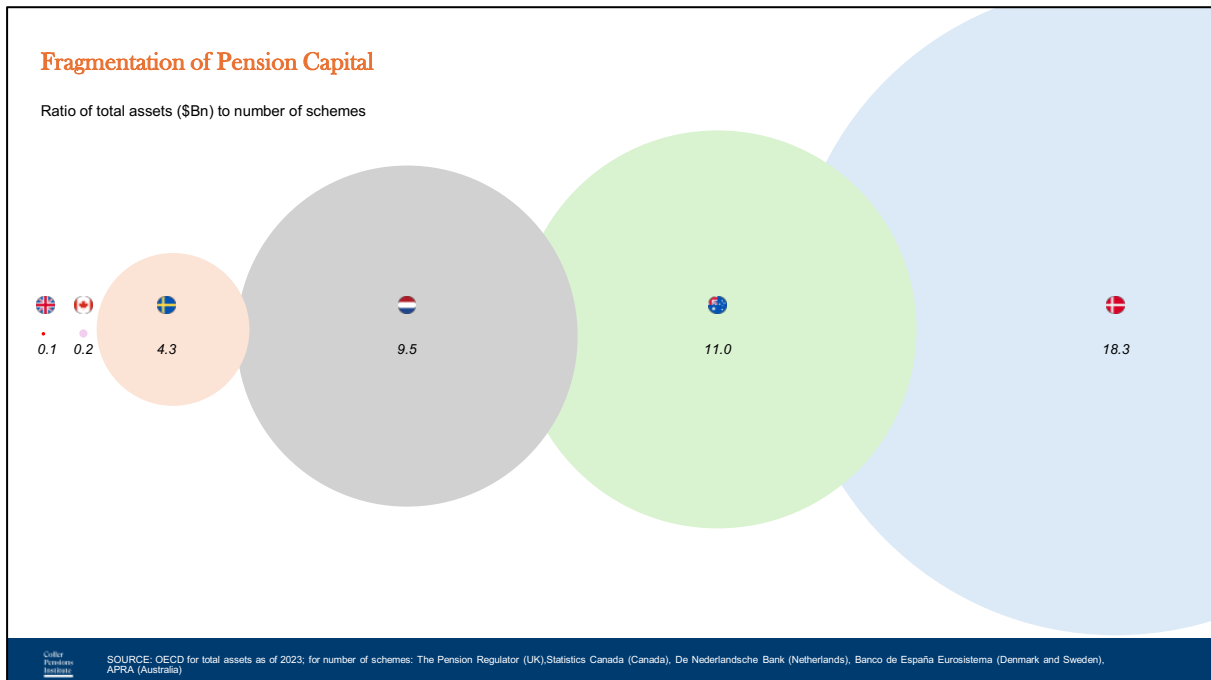 Fragmentation of Pension Capital
Ratio of total assets ($Bn) to number of schemes
0.1 0.2 4.3 9.5 11.0 18.3
Coller
Pensions
Institute
SOURCE: OECD for total assets as of 2023; for number of schemes: The Pension Regulator (UK),Statistics Canada (Canada), De Nederlandsche Bank (Netherlands), Banco de España Eurosistema (Denmark and Sweden),
APRA (Australia)